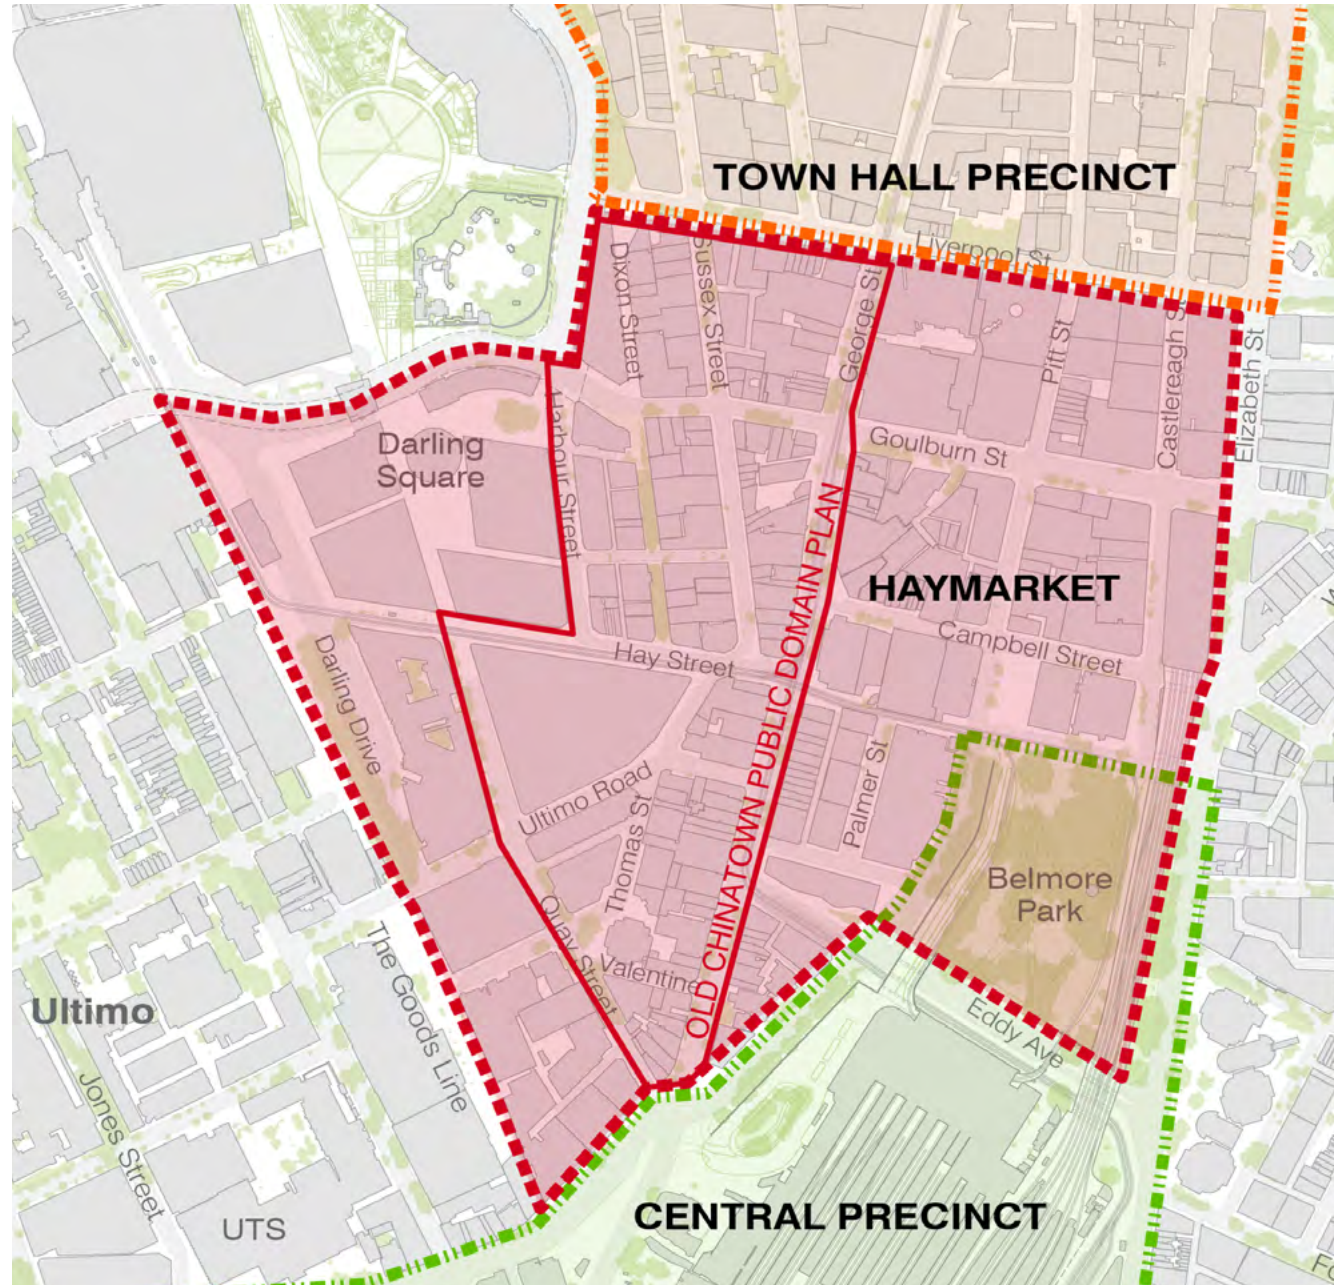 TOWN HALL PRECINCT
Liverpool St
Dixon Street
Sussex Street
George St
Pitt St
Castlereagh St
Elizabeth St
Harbour Street
Darling
Square
Goulburn St
HAYMARKET
Campbell Street
Hay Street
OLD CHINATOWN PUBLIC DOMAIN PLAN
Darling Drive
Ultimo Road
Thomas St
Palmer St
Belmore
Park
Quay Street
Valentine
The Goods Line
Eddy Ave
Ultimo
Jones Street
UTS
CENTRAL PRECINCT